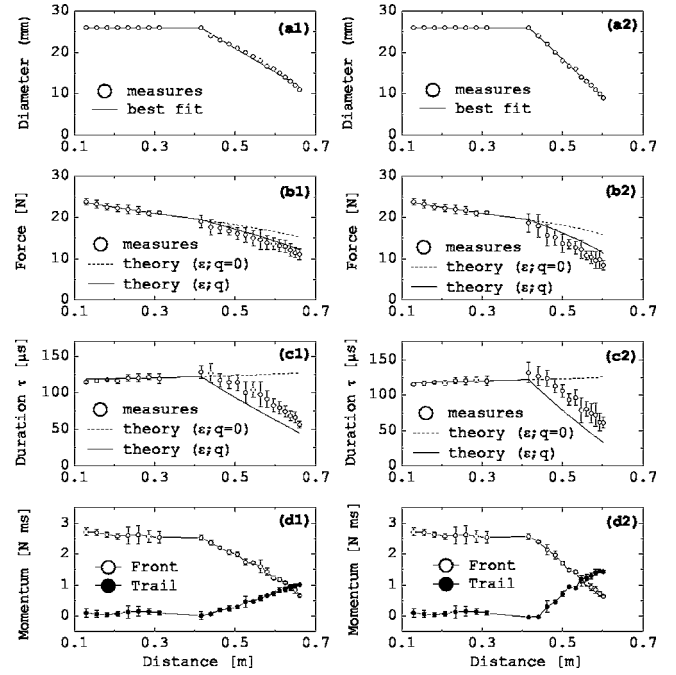 30
20
10
0
Diameter (mm)
(a1)
measures
best fit
0.1 0.3 0.5 0.7
30
20
10
0
Diameter (mm)
(a2)
measures
best fit
0.1 0.3 0.5 0.7
30
20
10
0
Force [N]
(b1)
measures
theory (ε;q=0)
theory (ε;q)
0.1 0.3 0.5 0.7
30
20
10
0
Force [N]
(b2)
measures
theory (ε;q=0)
theory (ε;q)
0.1 0.3 0.5 0.7
150
100
50
0
Duration τ [μs]
(c1)
measures
theory (ε;q=0)
theory (ε;q)
0.1 0.3 0.5 0.7
150
100
50
0
Duration τ [μs]
(c2)
measures
theory (ε;q=0)
theory (ε;q)
0.1 0.3 0.5 0.7
3
2
1
0
Momentum [N ms]
(d1)
Front
Trail
0.1 0.3 0.5 0.7
Distance [m]
3
2
1
0
Momentum [N ms]
(d2)
Front
Trail
0.1 0.3 0.5 0.7
Distance [m]